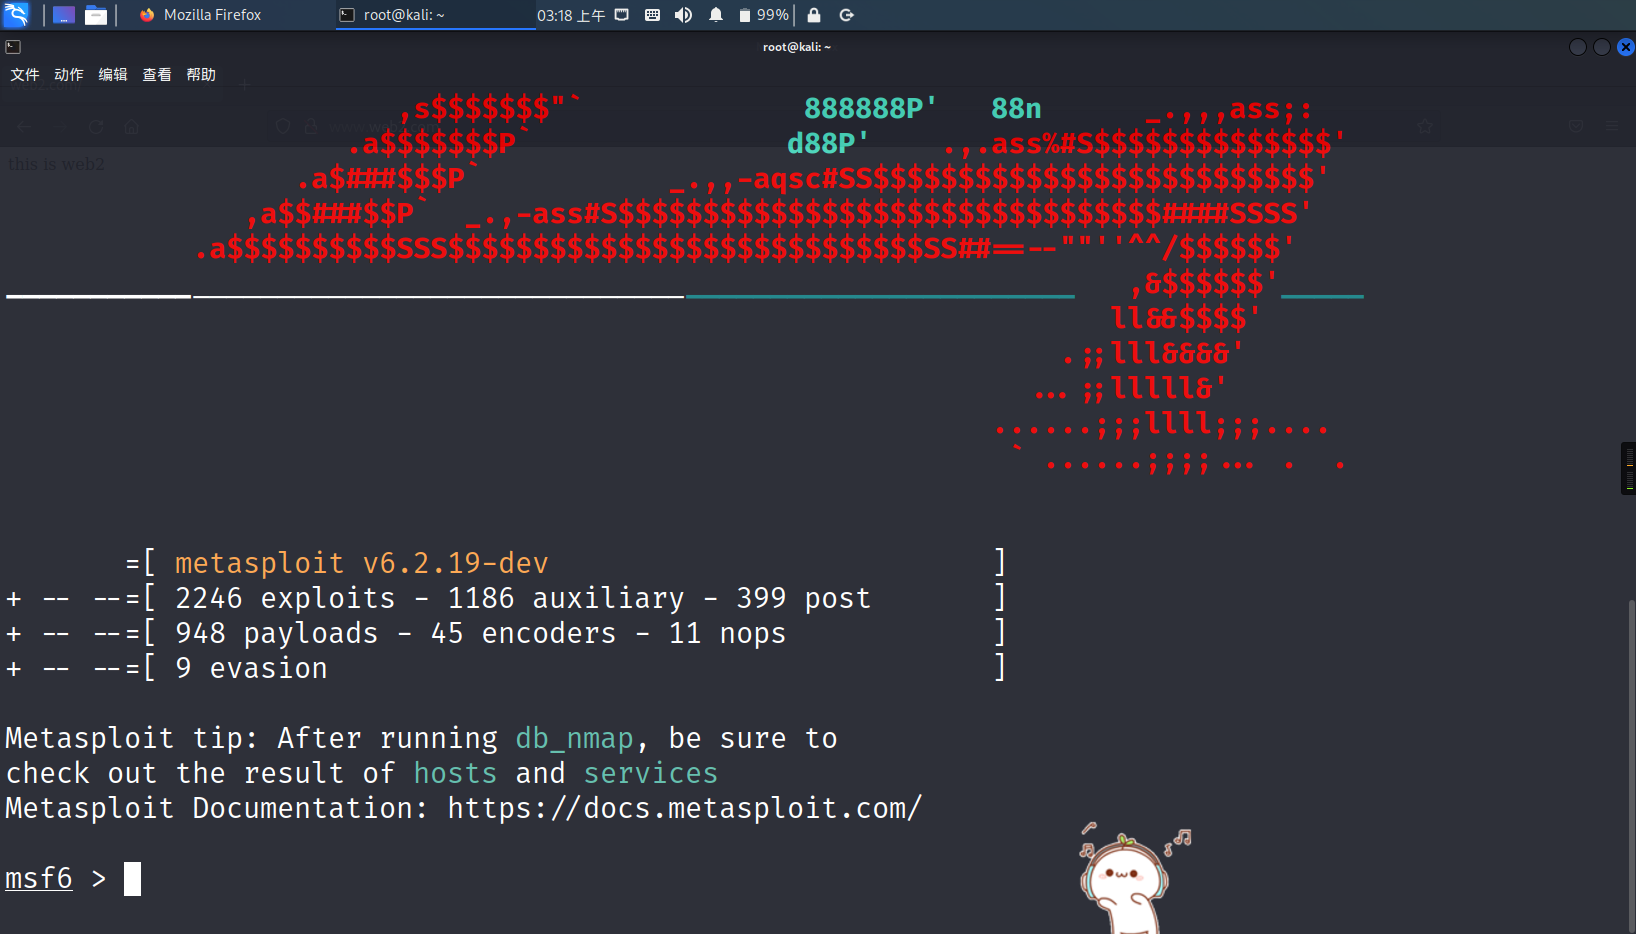 Mozilla Firefox
root@kali: ~
03:18 上午
99%
root@kali: ~
文件 动作 编辑 查看 帮助
this is web2
,s$$$$$$$"` 888888P' 88n _.,,,ass;:
.a$$$$$$$P` d88P' .,.ass%#S$$$$$$$$$$$$$$'
.a$###$$$P` _.,,-aqsc#SS$$$$$$$$$$$$$$$$$$$$$$$$$$'
,a$$###$$P` _.,-ass#S$$$$$$$$$$$$$$$$$$$$$$$$$$$$$$$$####SSSS'
.a$$$$$$$$$$SSS$$$$$$$$$$$$$$$$$$$$$$$$$$$$SS##==--""''^^/$$$$$$'
,&$$$$$$'
ll&&$$$$'
.;;lll&&&&'
...;;lllll&'
......;;;llll;;;....
` ......;;;;... . .
=[ metasploit v6.2.19-dev ]
+ -- --=[ 2246 exploits - 1186 auxiliary - 399 post ]
+ -- --=[ 948 payloads - 45 encoders - 11 nops ]
+ -- --=[ 9 evasion ]
Metasploit tip: After running db_nmap, be sure to
check out the result of hosts and services
Metasploit Documentation: https://docs.metasploit.com/
msf6 >